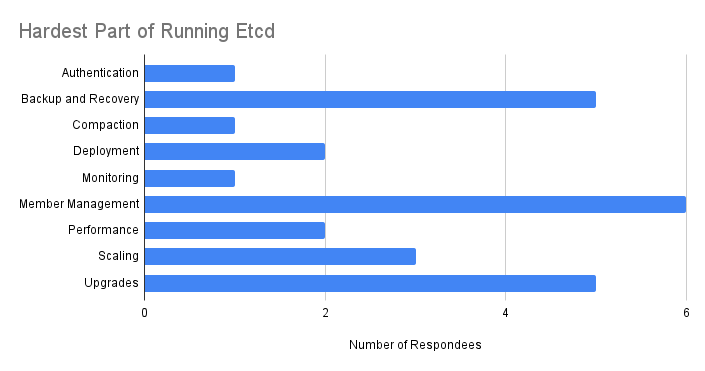 Hardest Part of Running Etcd
Authentication
Backup and Recovery
Compaction
Deployment
Monitoring
Member Management
Performance
Scaling
Upgrades
0 2 4 6
Number of Respondees